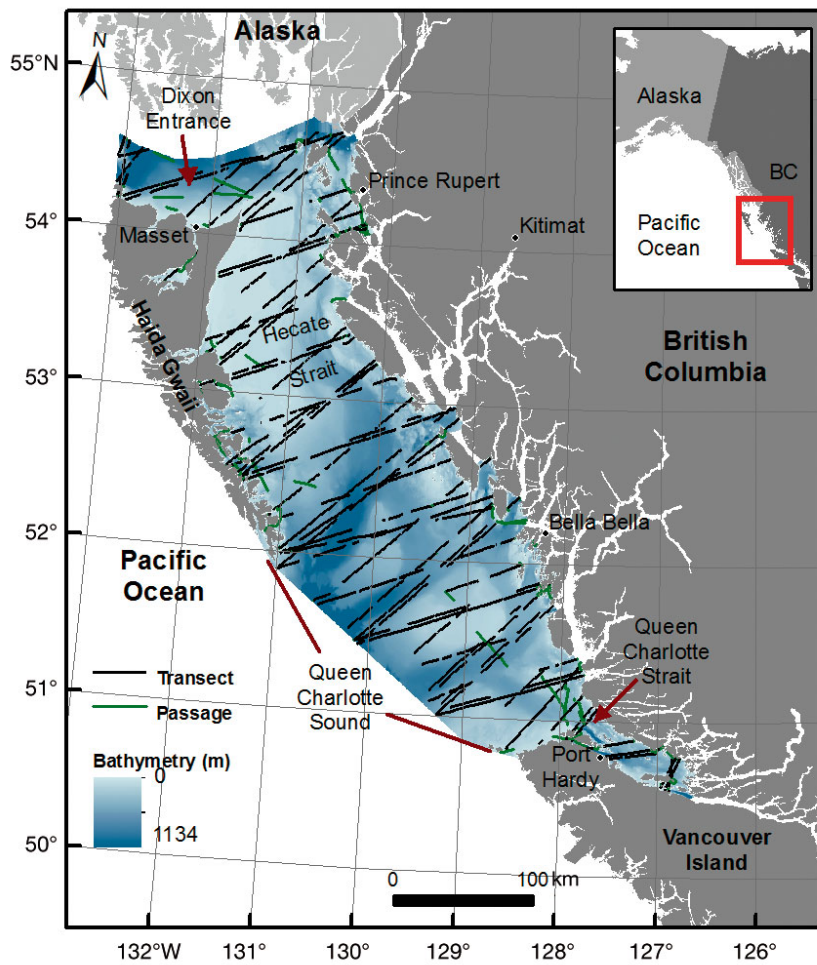 Alaska
N
55°N
Dixon
Entrance
Alaska
BC
Pacific
Ocean
Prince Rupert
54°
Masset
Kitimat
Haida Gwaii
Hecate
Strait
British
Columbia
53°
52°
Bella Bella
Pacific
Ocean
Queen
Charlotte
Strait
Queen
Charlotte
Sound
Transect
Passage
51°
Bathymetry (m)
0
1134
Port
Hardy
50°
Vancouver
Island
0 100 km
132°W 131° 130° 129° 128° 127° 126°